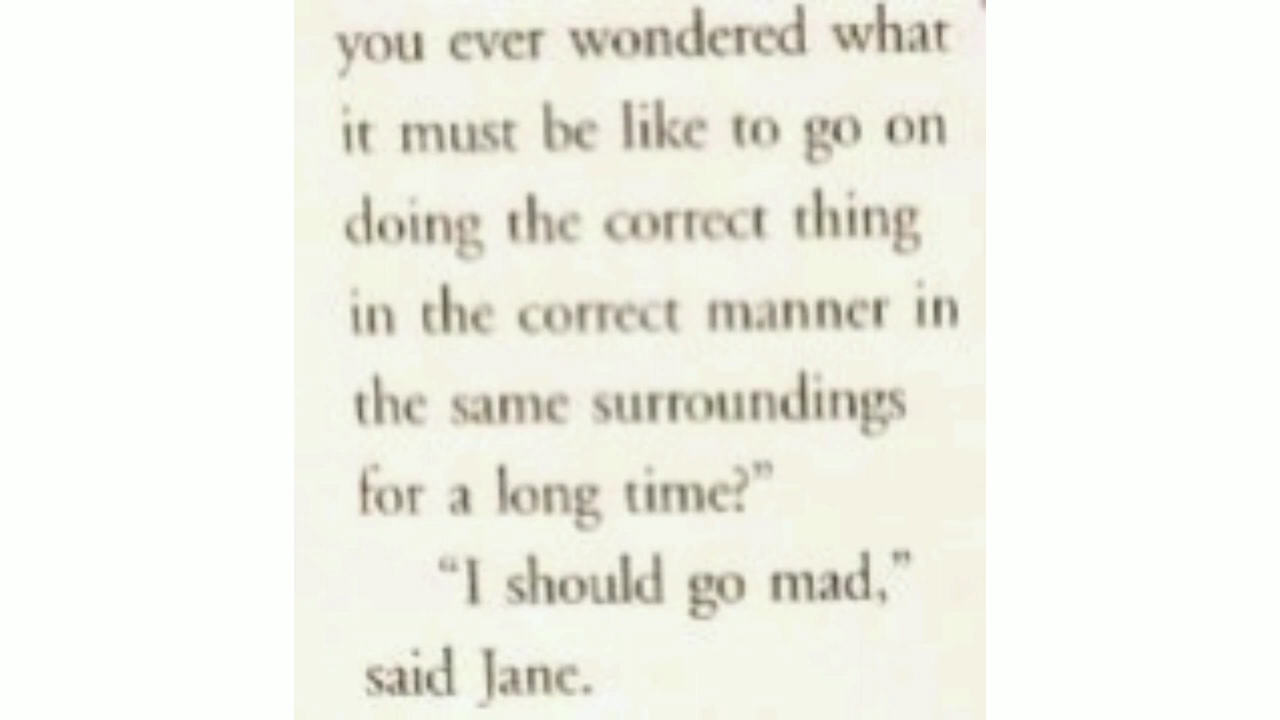 you ever wondered what
it must be like to go on
doing the correct thing
in the correct manner in
the same surroundings
for a long time?”
“I should go mad,”
said Jane.